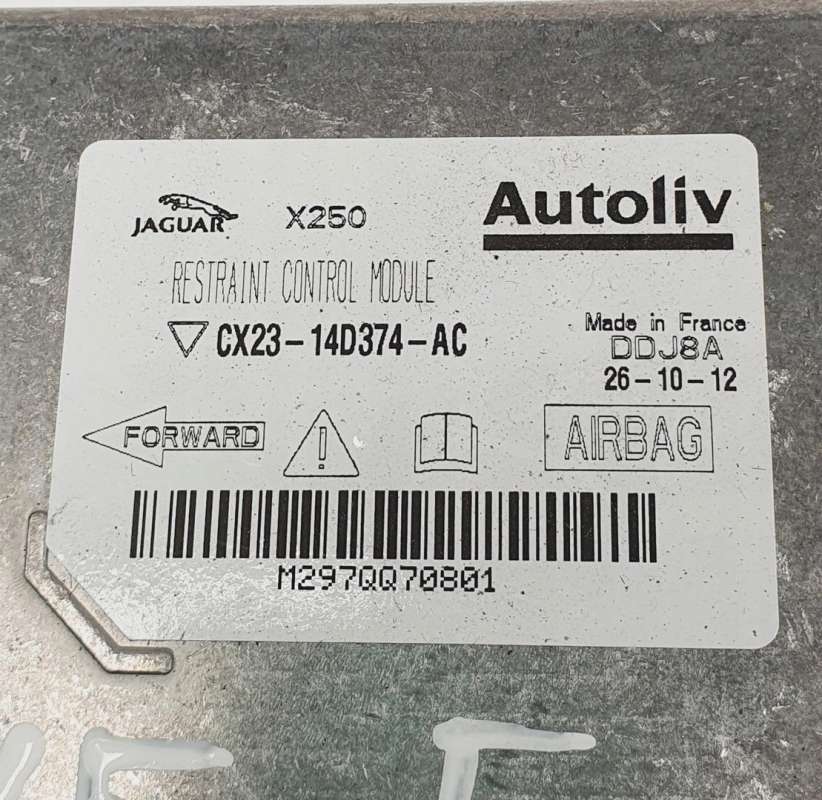 JAGUAR X250 Autoliv
RESTRAINT CONTROL MODULE
CX23-14D374-AC
Made in France
DDJ8A
26-10-12
FORWARD ! AIRBAG
M297QQ70801